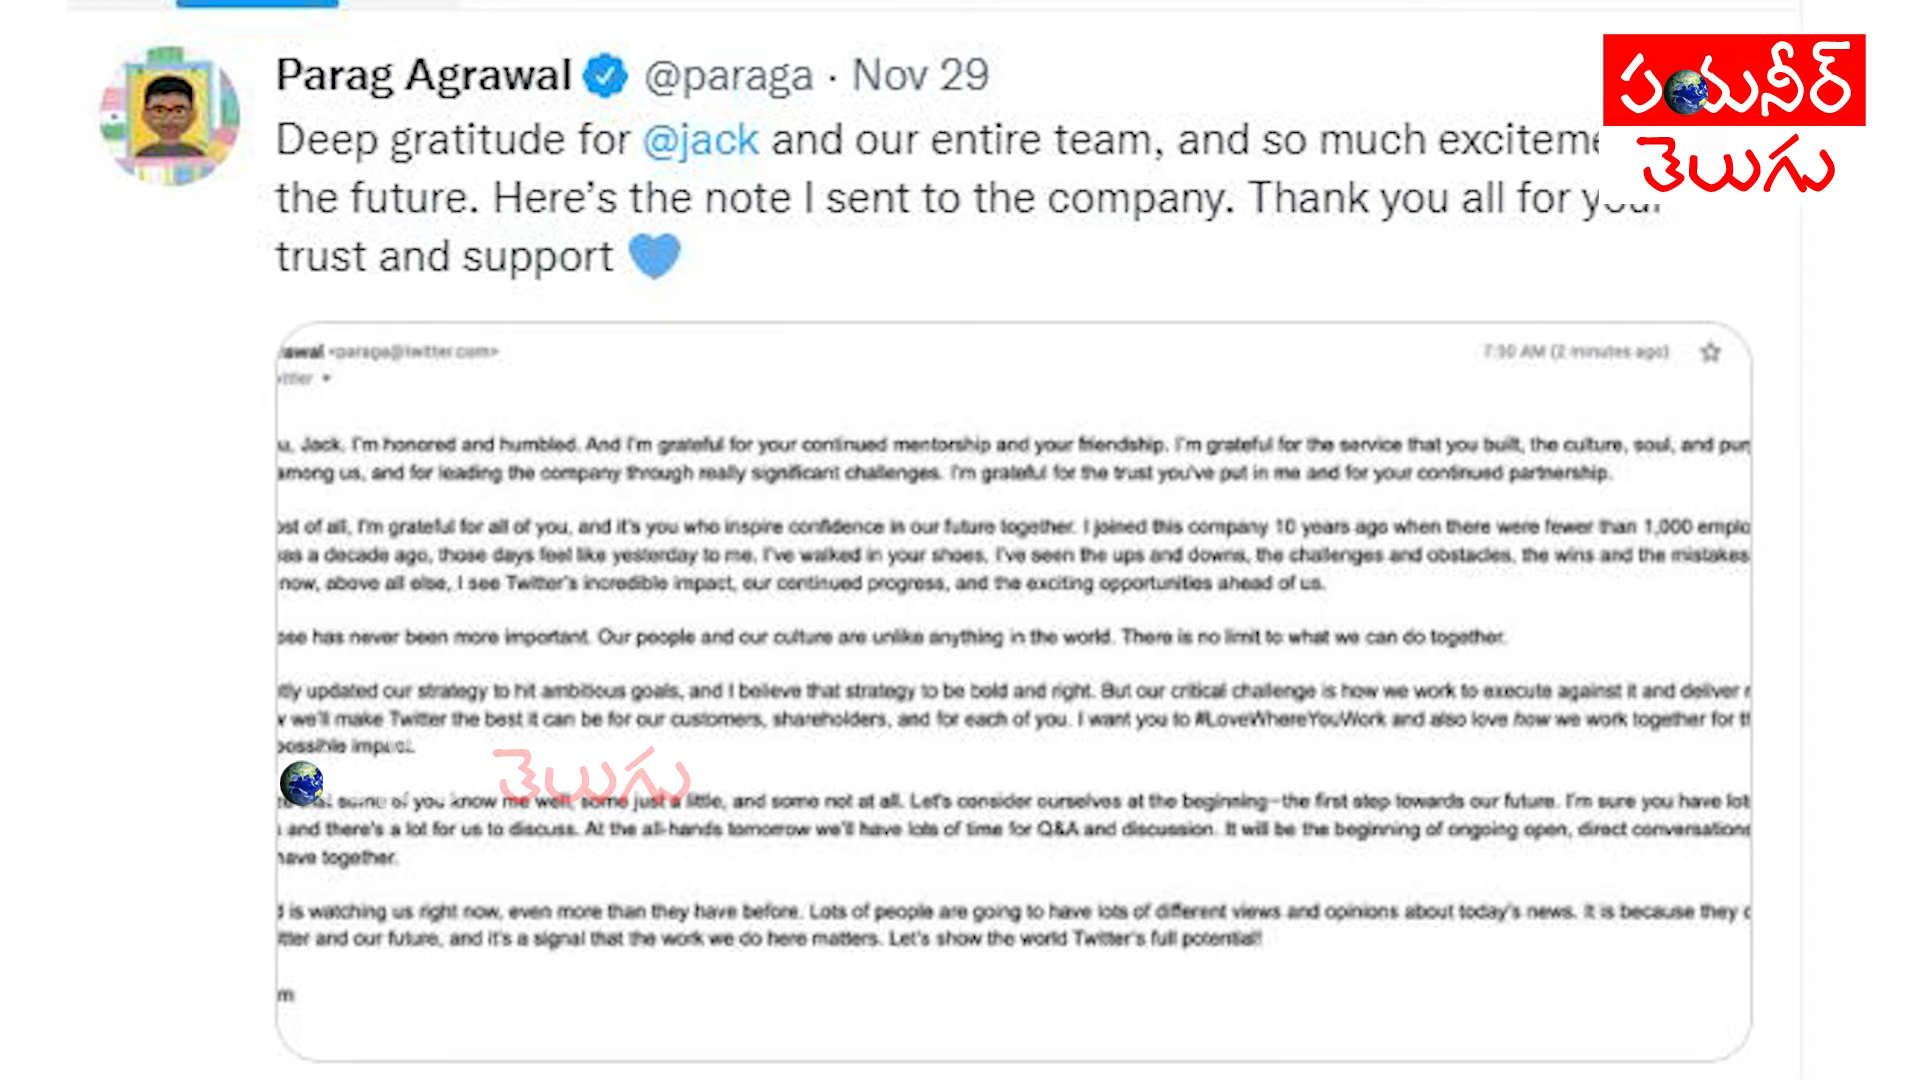 Parag Agrawal @paraga · Nov 29
Deep gratitude for @jack and our entire team, and so much
the future. Here's the note I sent to the company. Thank you all for your
trust and support
పయనీర్
తెలుగు
<paraga@twitter.com>
7:30 AM (2 minutes ago)
Jack. I'm honored and humbled. And I'm grateful for your continued mentorship and your friendship. I'm grateful for the service that you built, the culture, soul, and
among us, and for leading the company through really significant challenges. I'm grateful for the trust you've put in me and for your continued partnership.
of all, I'm grateful for all of you, and it's you who inspire confidence in our future together. I joined this company 10 years ago when there were fewer than 1,000
a decade ago, those days feel like yesterday to me. I've walked in your shoes, I've seen the ups and downs, the challenges and obstacles, the wins and the mistakes
now, above all else, I see Twitter's incredible impact, our continued progress, and the exciting opportunities ahead of us.
has never been more important. Our people and our culture are unlike anything in the world. There is no limit to what we can do together.
updated our strategy to hit ambitious goals, and I believe that strategy to be bold and right. But our critical challenge is how we work to execute against it and deliver
we'll make Twitter the best it can be for our customers, shareholders, and for each of you. I want you to #LoveWhereYouWork and also love how we work together for
possible impact.
తెలుగు
some of you know me well, some just a little, and some not at all. Let's consider ourselves at the beginning–the first step towards our future. I'm sure you have
and there's a lot for us to discuss. At the all-hands tomorrow we'll have lots of time for Q&A and discussion. It will be the beginning of ongoing open, direct conversations
have together.
is watching us right now, even more than they have before. Lots of people are going to have lots of different views and opinions about today's news. It is because they
and our future, and it's a signal that the work we do here matters. Let's show the world Twitter's full potential!